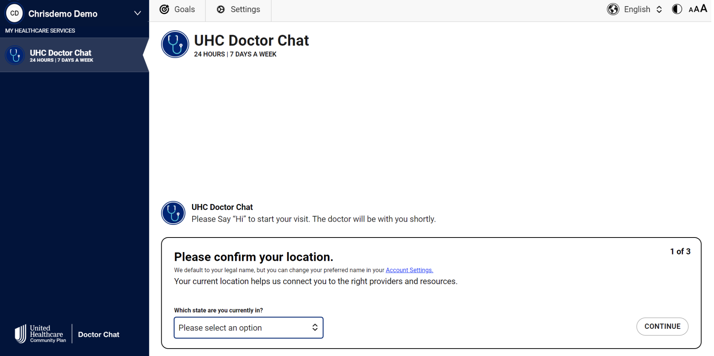 CD
Chrisdemo Demo
MY HEALTHCARE SERVICES
UHC Doctor Chat
24 HOURS | 7 DAYS A WEEK
United
Healthcare
Community Plan
Doctor Chat
Goals
Settings
English
AAA
UHC Doctor Chat
24 HOURS | 7 DAYS A WEEK
UHC Doctor Chat
Please Say “Hi” to start your visit. The doctor will be with you shortly.
1 of 3
Please confirm your location.
We default to your legal name, but you can change your preferred name in your Account Settings.
Your current location helps us connect you to the right providers and resources.
Which state are you currently in?
Please select an option
CONTINUE